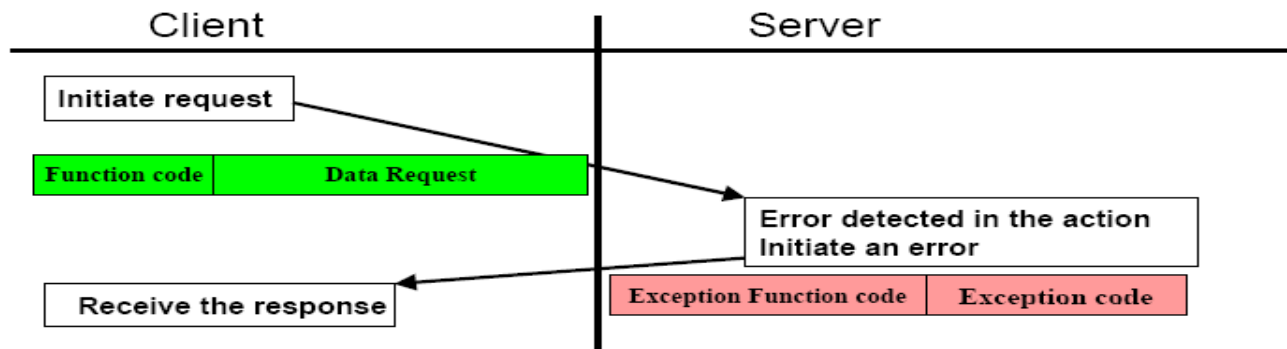 Client
Server
Initiate request
Function code
Data Request
Error detected in the action
Initiate an error
Receive the response
Exception Function code
Exception code